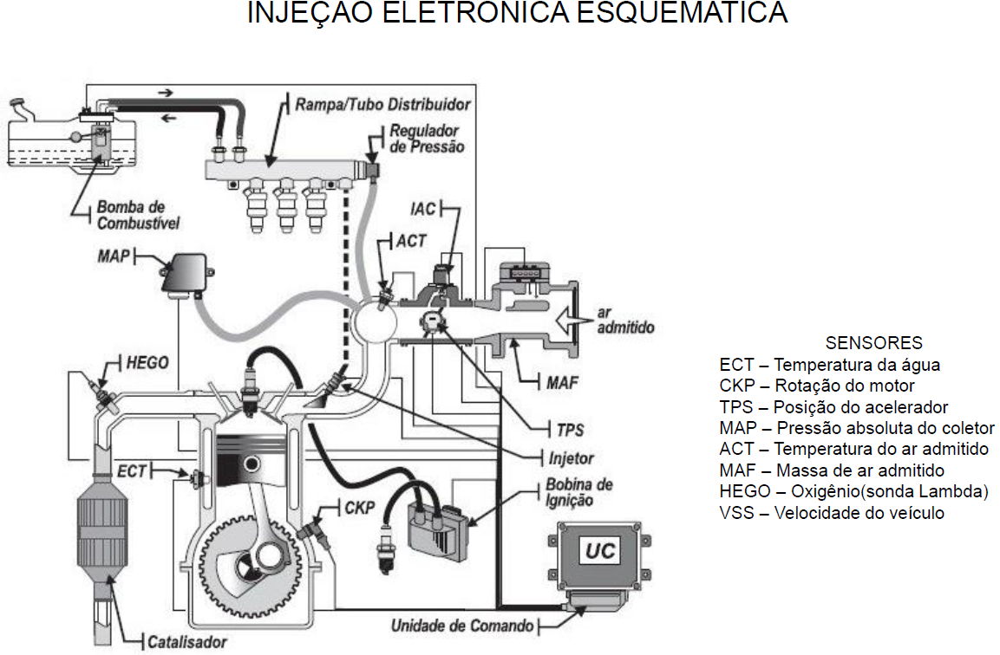 INJEÇÃO ELETRÔNICA ESQUEMÁTICA
Rampa/Tubo Distribuidor
Regulador
de Pressão
Bomba de
Combustível
IAC
ACT
MAP
ar
admitido
HEGO
MAF
TPS
Injetor
ECT
Bobina de
Ignição
CKP
UC
Unidade de Comando
Catalisador
SENSORES
ECT – Temperatura da água
CKP – Rotação do motor
TPS – Posição do acelerador
MAP – Pressão absoluta do coletor
ACT – Temperatura do ar admitido
MAF – Massa de ar admitido
HEGO – Oxigênio(sonda Lambda)
VSS – Velocidade do veículo